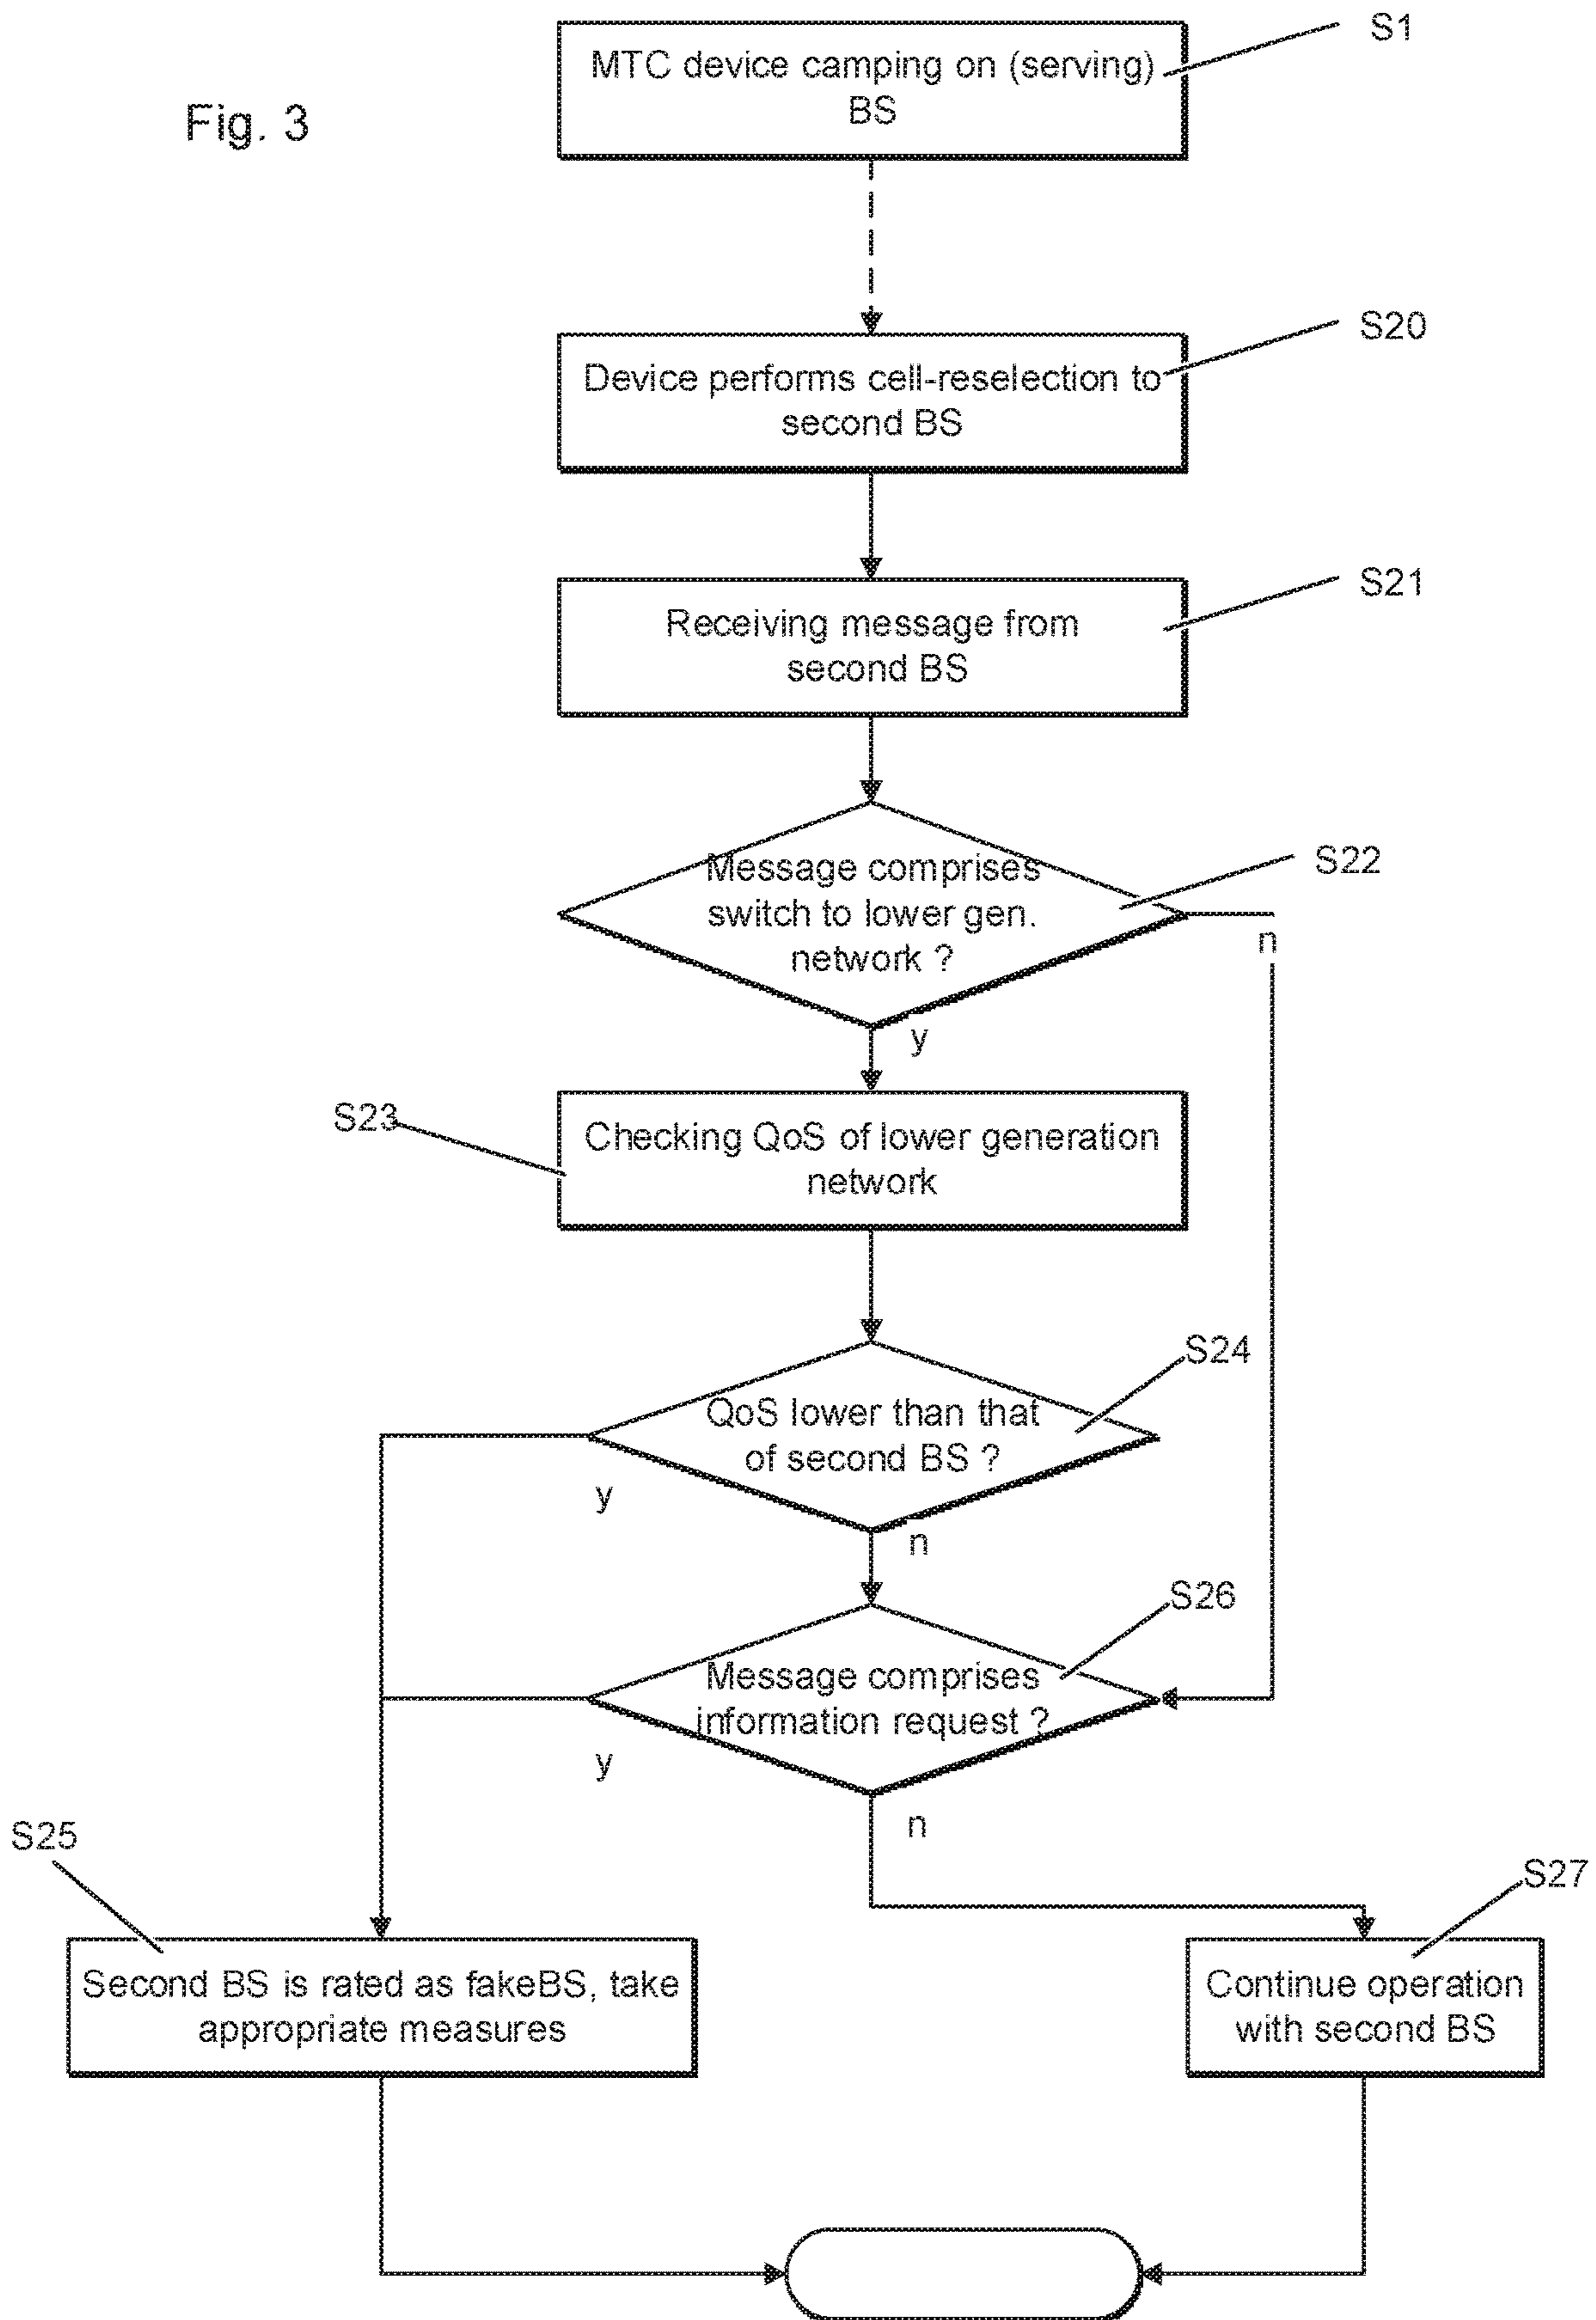 Fig. 3
S1
MTC device camping on (serving)
BS
S20
Device performs cell-reselection to
second BS
S21
Receiving message from
second BS
S22
Message comprises
switch to lower gen.
network ?
n
y
S23
Checking QoS of lower generation
network
S24
QoS lower than that
of second BS ?
y
n
S26
Message comprises
information request ?
y
n
S25
S27
Second BS is rated as fakeBS, take
appropriate measures
Continue operation
with second BS